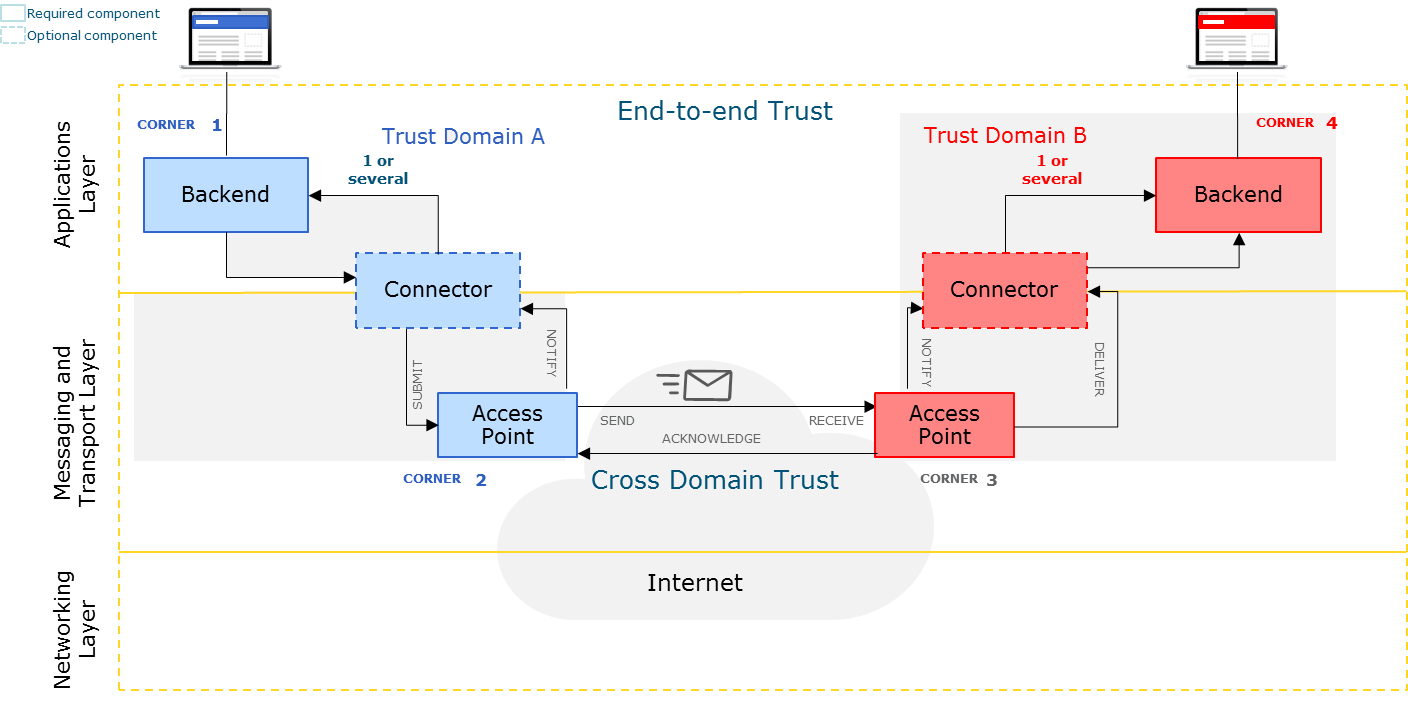 Required component
Optional component
End-to-end Trust
CORNER 1
CORNER 4
Trust Domain A
Trust Domain B
1 or
several
1 or
several
Applications
Layer
Backend
Backend
Connector
Connector
NOTIFY
NOTIFY
SUBMIT
DELIVER
Messaging and
Transport Layer
Access
Point
SEND
RECEIVE
ACKNOWLEDGE
Access
Point
CORNER 2
Cross Domain Trust
CORNER 3
Networking
Layer
Internet